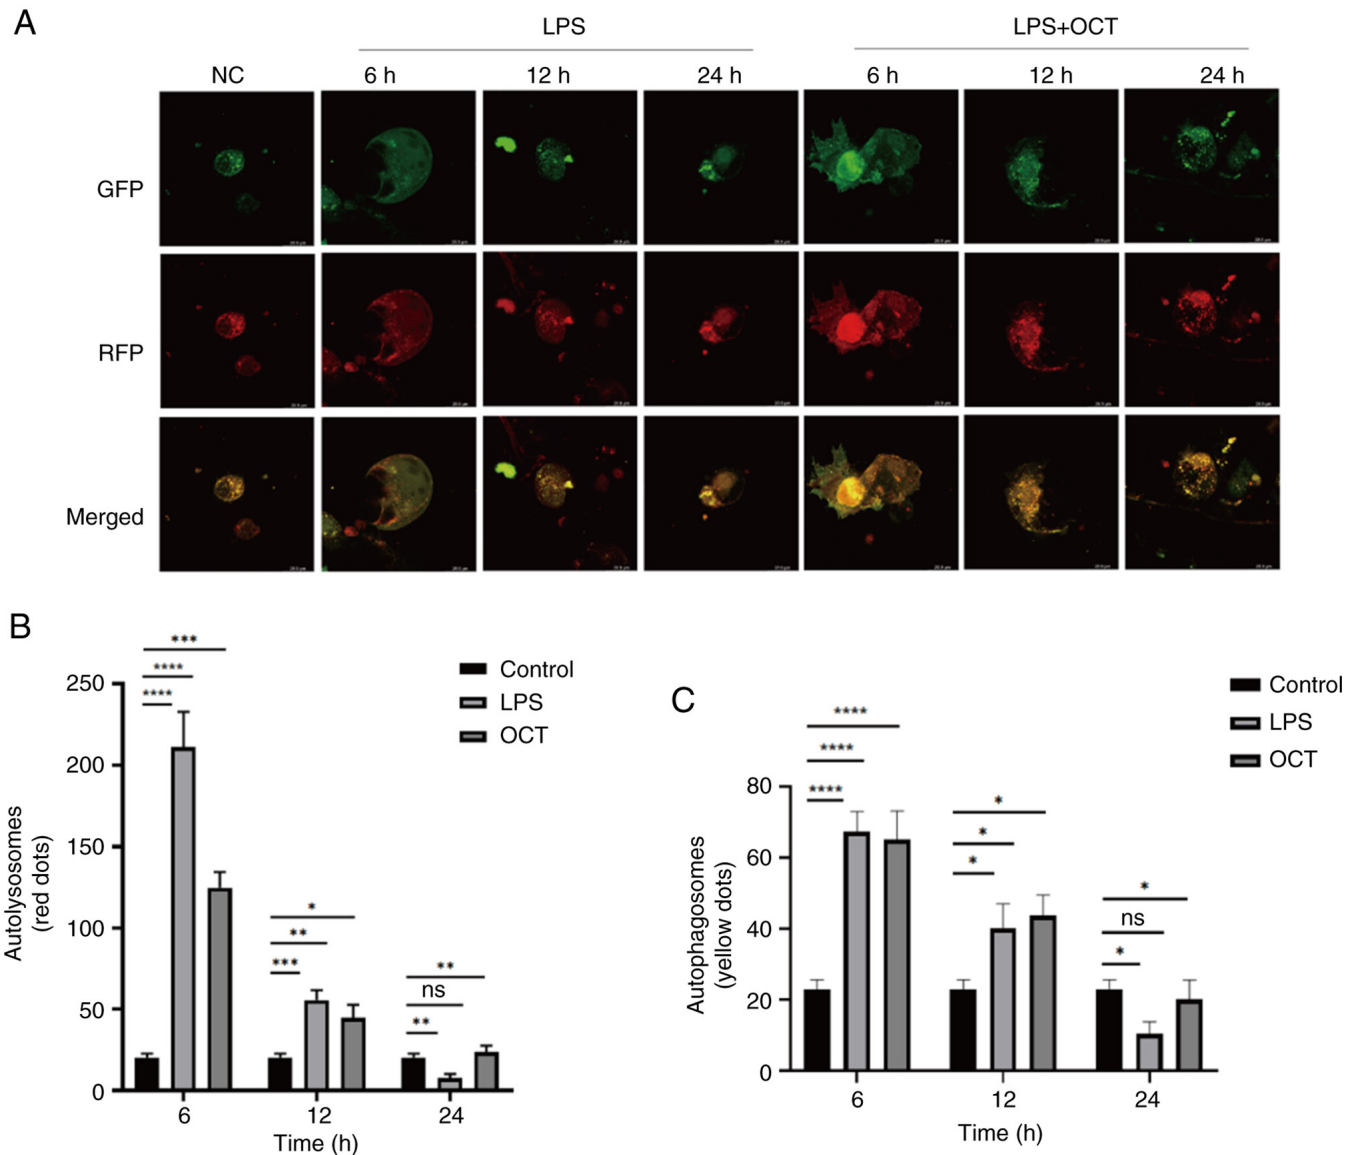 A
LPS
LPS+OCT
NC
6 h
12 h
24 h
6 h
12 h
24 h
GFP
RFP
Merged
B
Autolysosomes
(red dots)
250
200
150
100
50
0
***
****
****
*
**
***
**
ns
**
6
12
24
Time (h)
Control
LPS
OCT
C
Autophagosomes
(yellow dots)
80
60
40
20
0
****
****
****
*
*
*
*
ns
*
6
12
24
Time (h)
Control
LPS
OCT